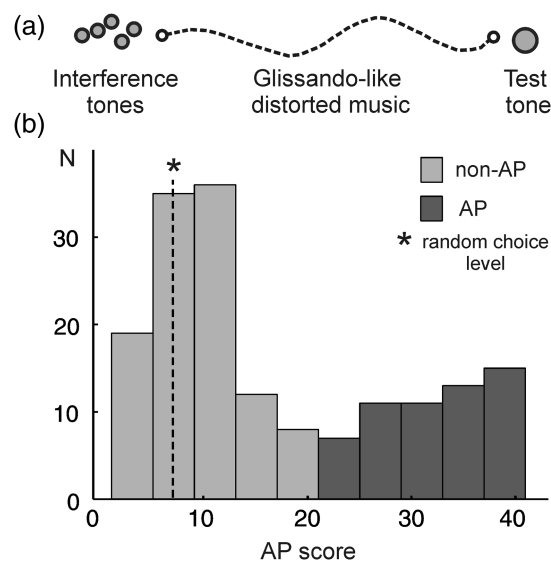 (a)
Interference
tones
Glissando-like
distorted music
Test
tone
(b)
N
*
non-AP
AP
* random choice
level
30
20
10
0
0 10 20 30 40
AP score